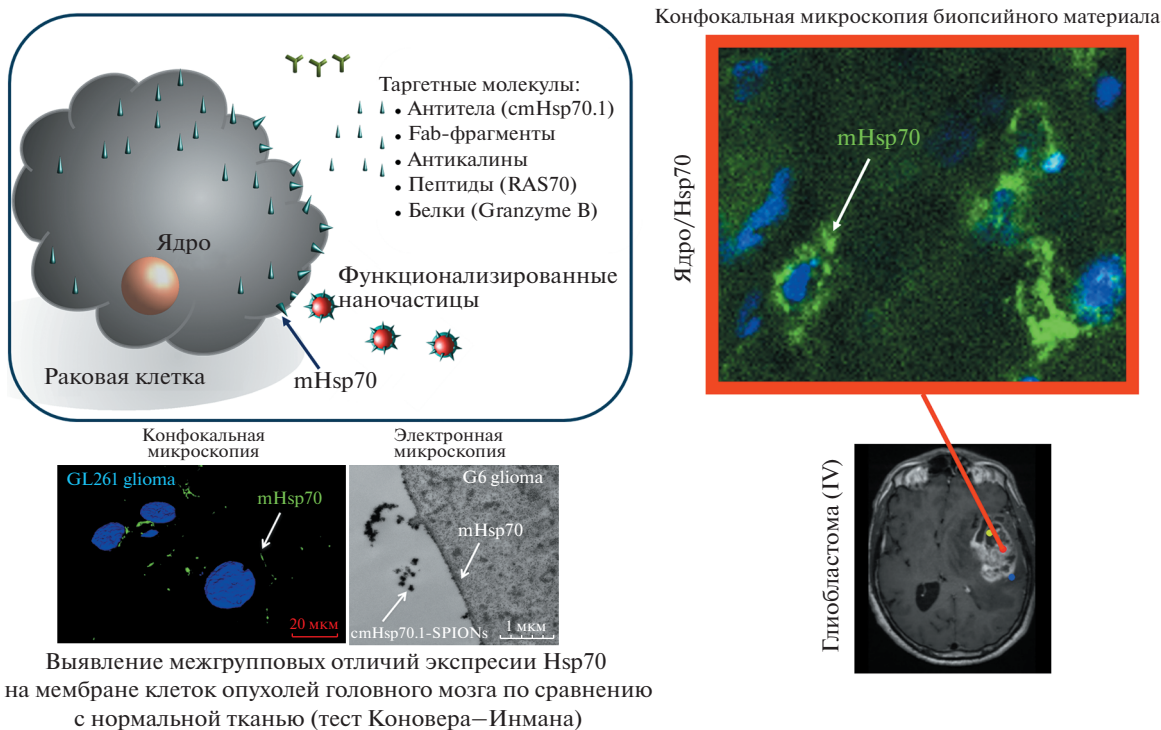 Таргетные молекулы:
• Антитела (cmHsp70.1)
• Fab-фрагменты
• Антикалины
• Пептиды (RAS70)
• Белки (Granzyme B)
Ядро
Функционализированные
наночастицы
Раковая клетка
mHsp70
Конфокальная микроскопия биопсийного материала
Ядро/Hsp70
mHsp70
Конфокальная
микроскопия
GL261 glioma
mHsp70
20 мкм
Электронная
микроскопия
G6 glioma
mHsp70
cmHsp70.1-SPIONs
1 мкм
Глиобластома (IV)
Выявление межгрупповых отличий экспресии Hsp70
на мембране клеток опухолей головного мозга по сравнению
с нормальной тканью (тест Коновера–Инмана)